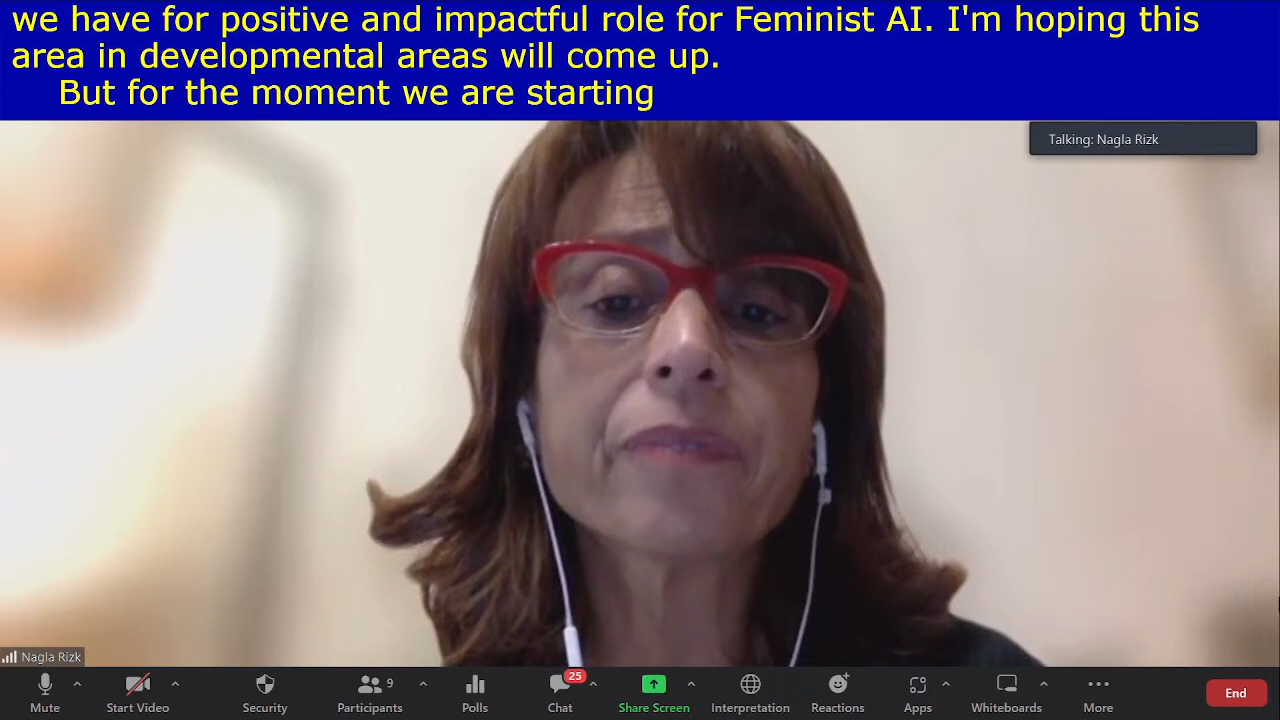 we have for positive and impactful role for Feminist AI. I'm hoping this
area in developmental areas will come up.
But for the moment we are starting
Talking: Nagla Rizk
Nagla Rizk
9
25
Mute
Start Video
Security
Participants
Polls
Chat
Share Screen
Interpretation
Reactions
Apps
Whiteboards
More
End